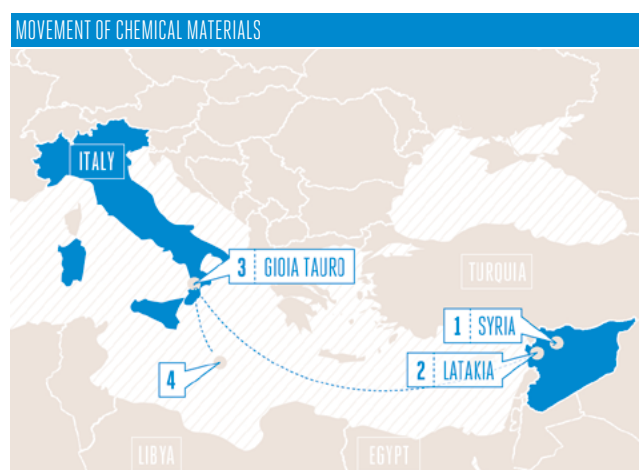 MOVEMENT OF CHEMICAL MATERIALS
ITALY
3 GIOIA TAURO
TURQUIA
1 SYRIA
2 LATAKIA
4
LIBYA
EGYPT